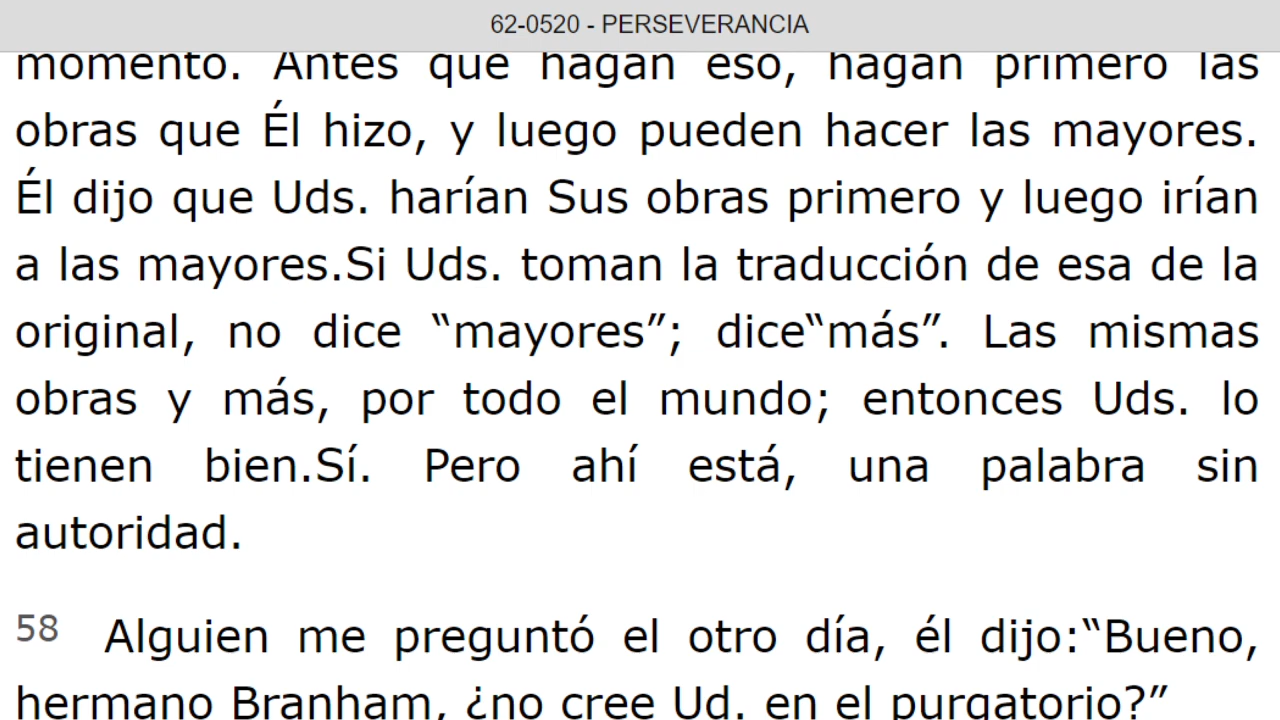 62-0520 - PERSEVERANCIA
momento. Antes que hagan eso, hagan primero las
obras que Él hizo, y luego pueden hacer las mayores.
Él dijo que Uds. harían Sus obras primero y luego irían
a las mayores.Si Uds. toman la traducción de esa de la
original, no dice “mayores”; dice“más”. Las mismas
obras y más, por todo el mundo; entonces Uds. lo
tienen bien.Sí. Pero ahí está, una palabra sin
autoridad.
58 Alguien me preguntó el otro día, él dijo:“Bueno,
hermano Branham, ¿no cree Ud. en el purgatorio?”